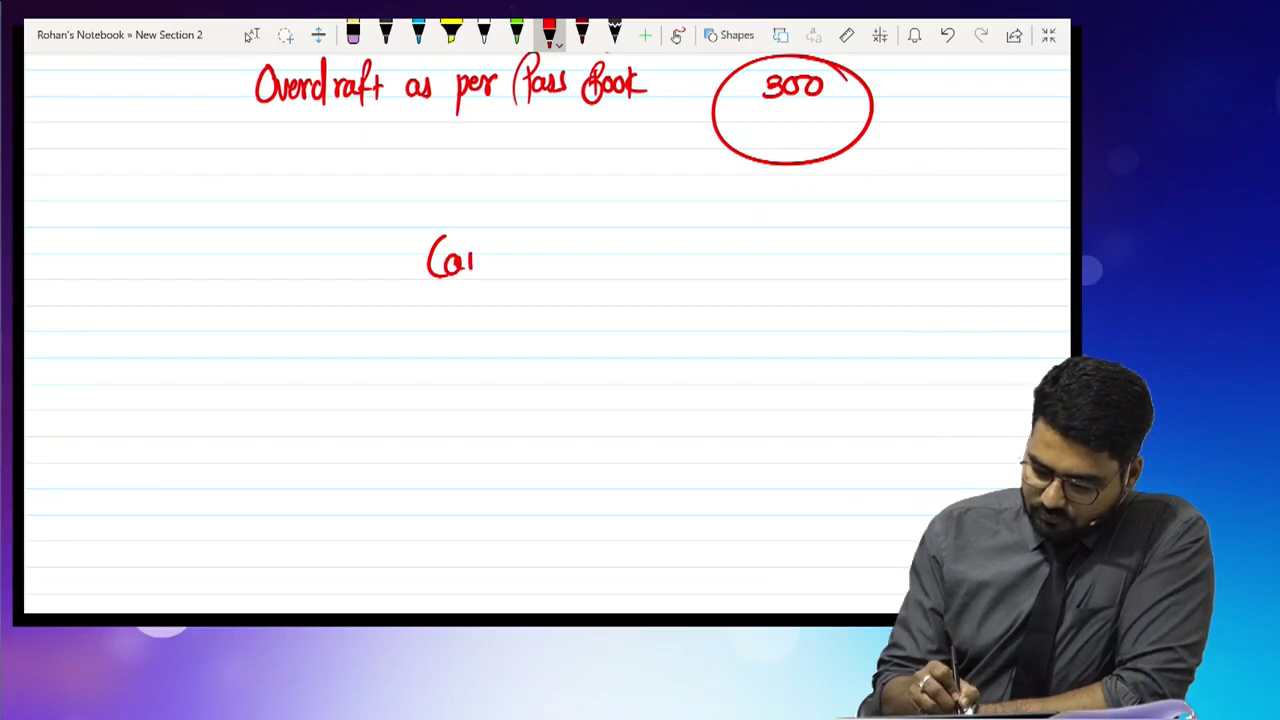 Rohan's Notebook » New Section 2
Shapes
Overdraft as per Pass Book 300